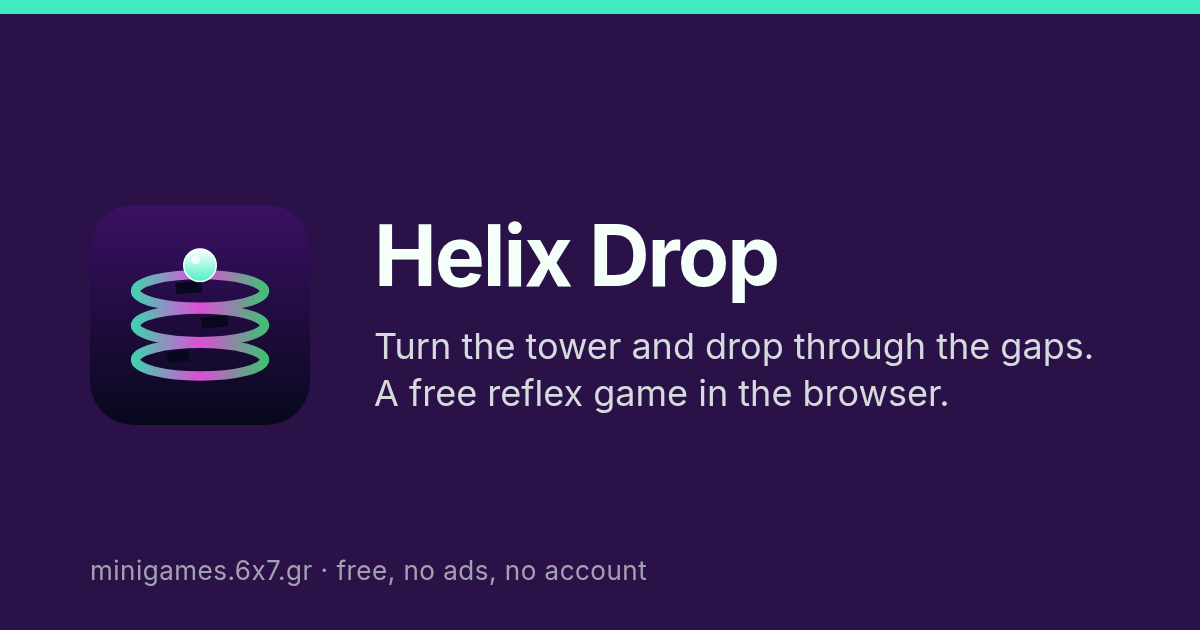 Helix Drop
Turn the tower and drop through the gaps.
A free reflex game in the browser.
minigames.6x7.gr · free, no ads, no account